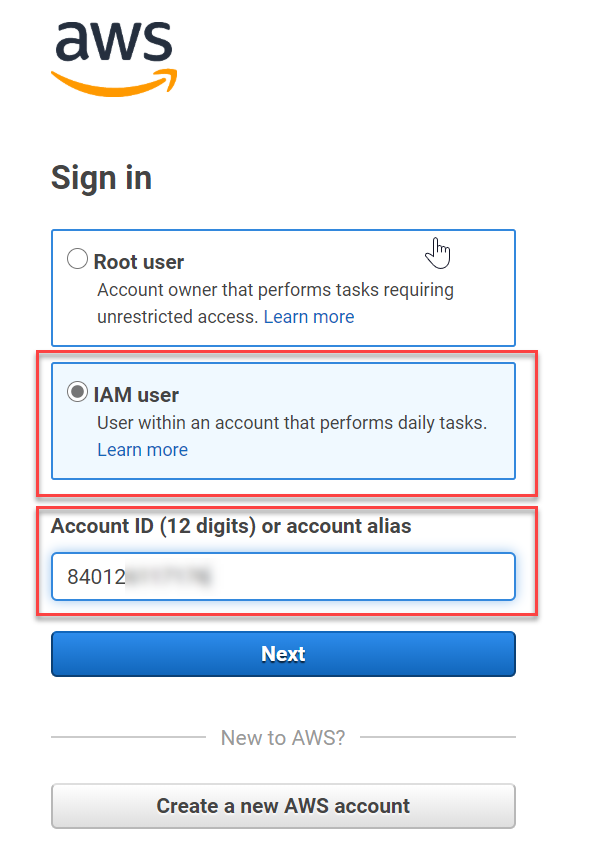 aws
Sign in
Root user
Account owner that performs tasks requiring
unrestricted access. Learn more
IAM user
User within an account that performs daily tasks.
Learn more
Account ID (12 digits) or account alias
84012
Next
New to AWS?
Create a new AWS account